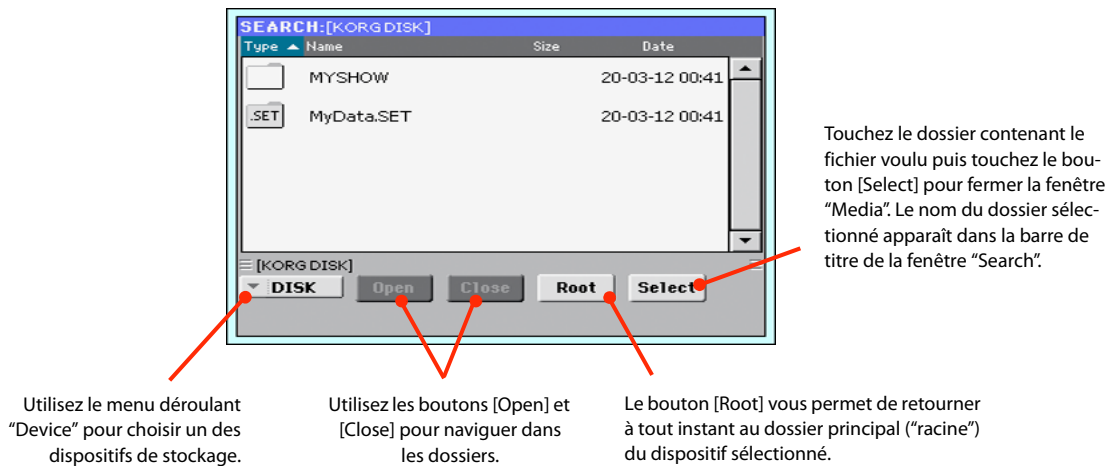 SEARCH:[KORG DISK]
Type Name Size Date
MYSHOW 20-03-12 00:41
.SET MyData.SET 20-03-12 00:41
[KORG DISK]
DISK Open Close Root Select
Touchez le dossier contenant le
fichier voulu puis touchez le bou-
ton [Select] pour fermer la fenêtre
“Media”. Le nom du dossier sélec-
tionné apparaît dans la barre de
titre de la fenêtre “Search”.
Utilisez le menu déroulant
“Device” pour choisir un des
dispositifs de stockage.
Utilisez les boutons [Open] et
[Close] pour naviguer dans
les dossiers.
Le bouton [Root] vous permet de retourner
à tout instant au dossier principal (“racine”)
du dispositif sélectionné.